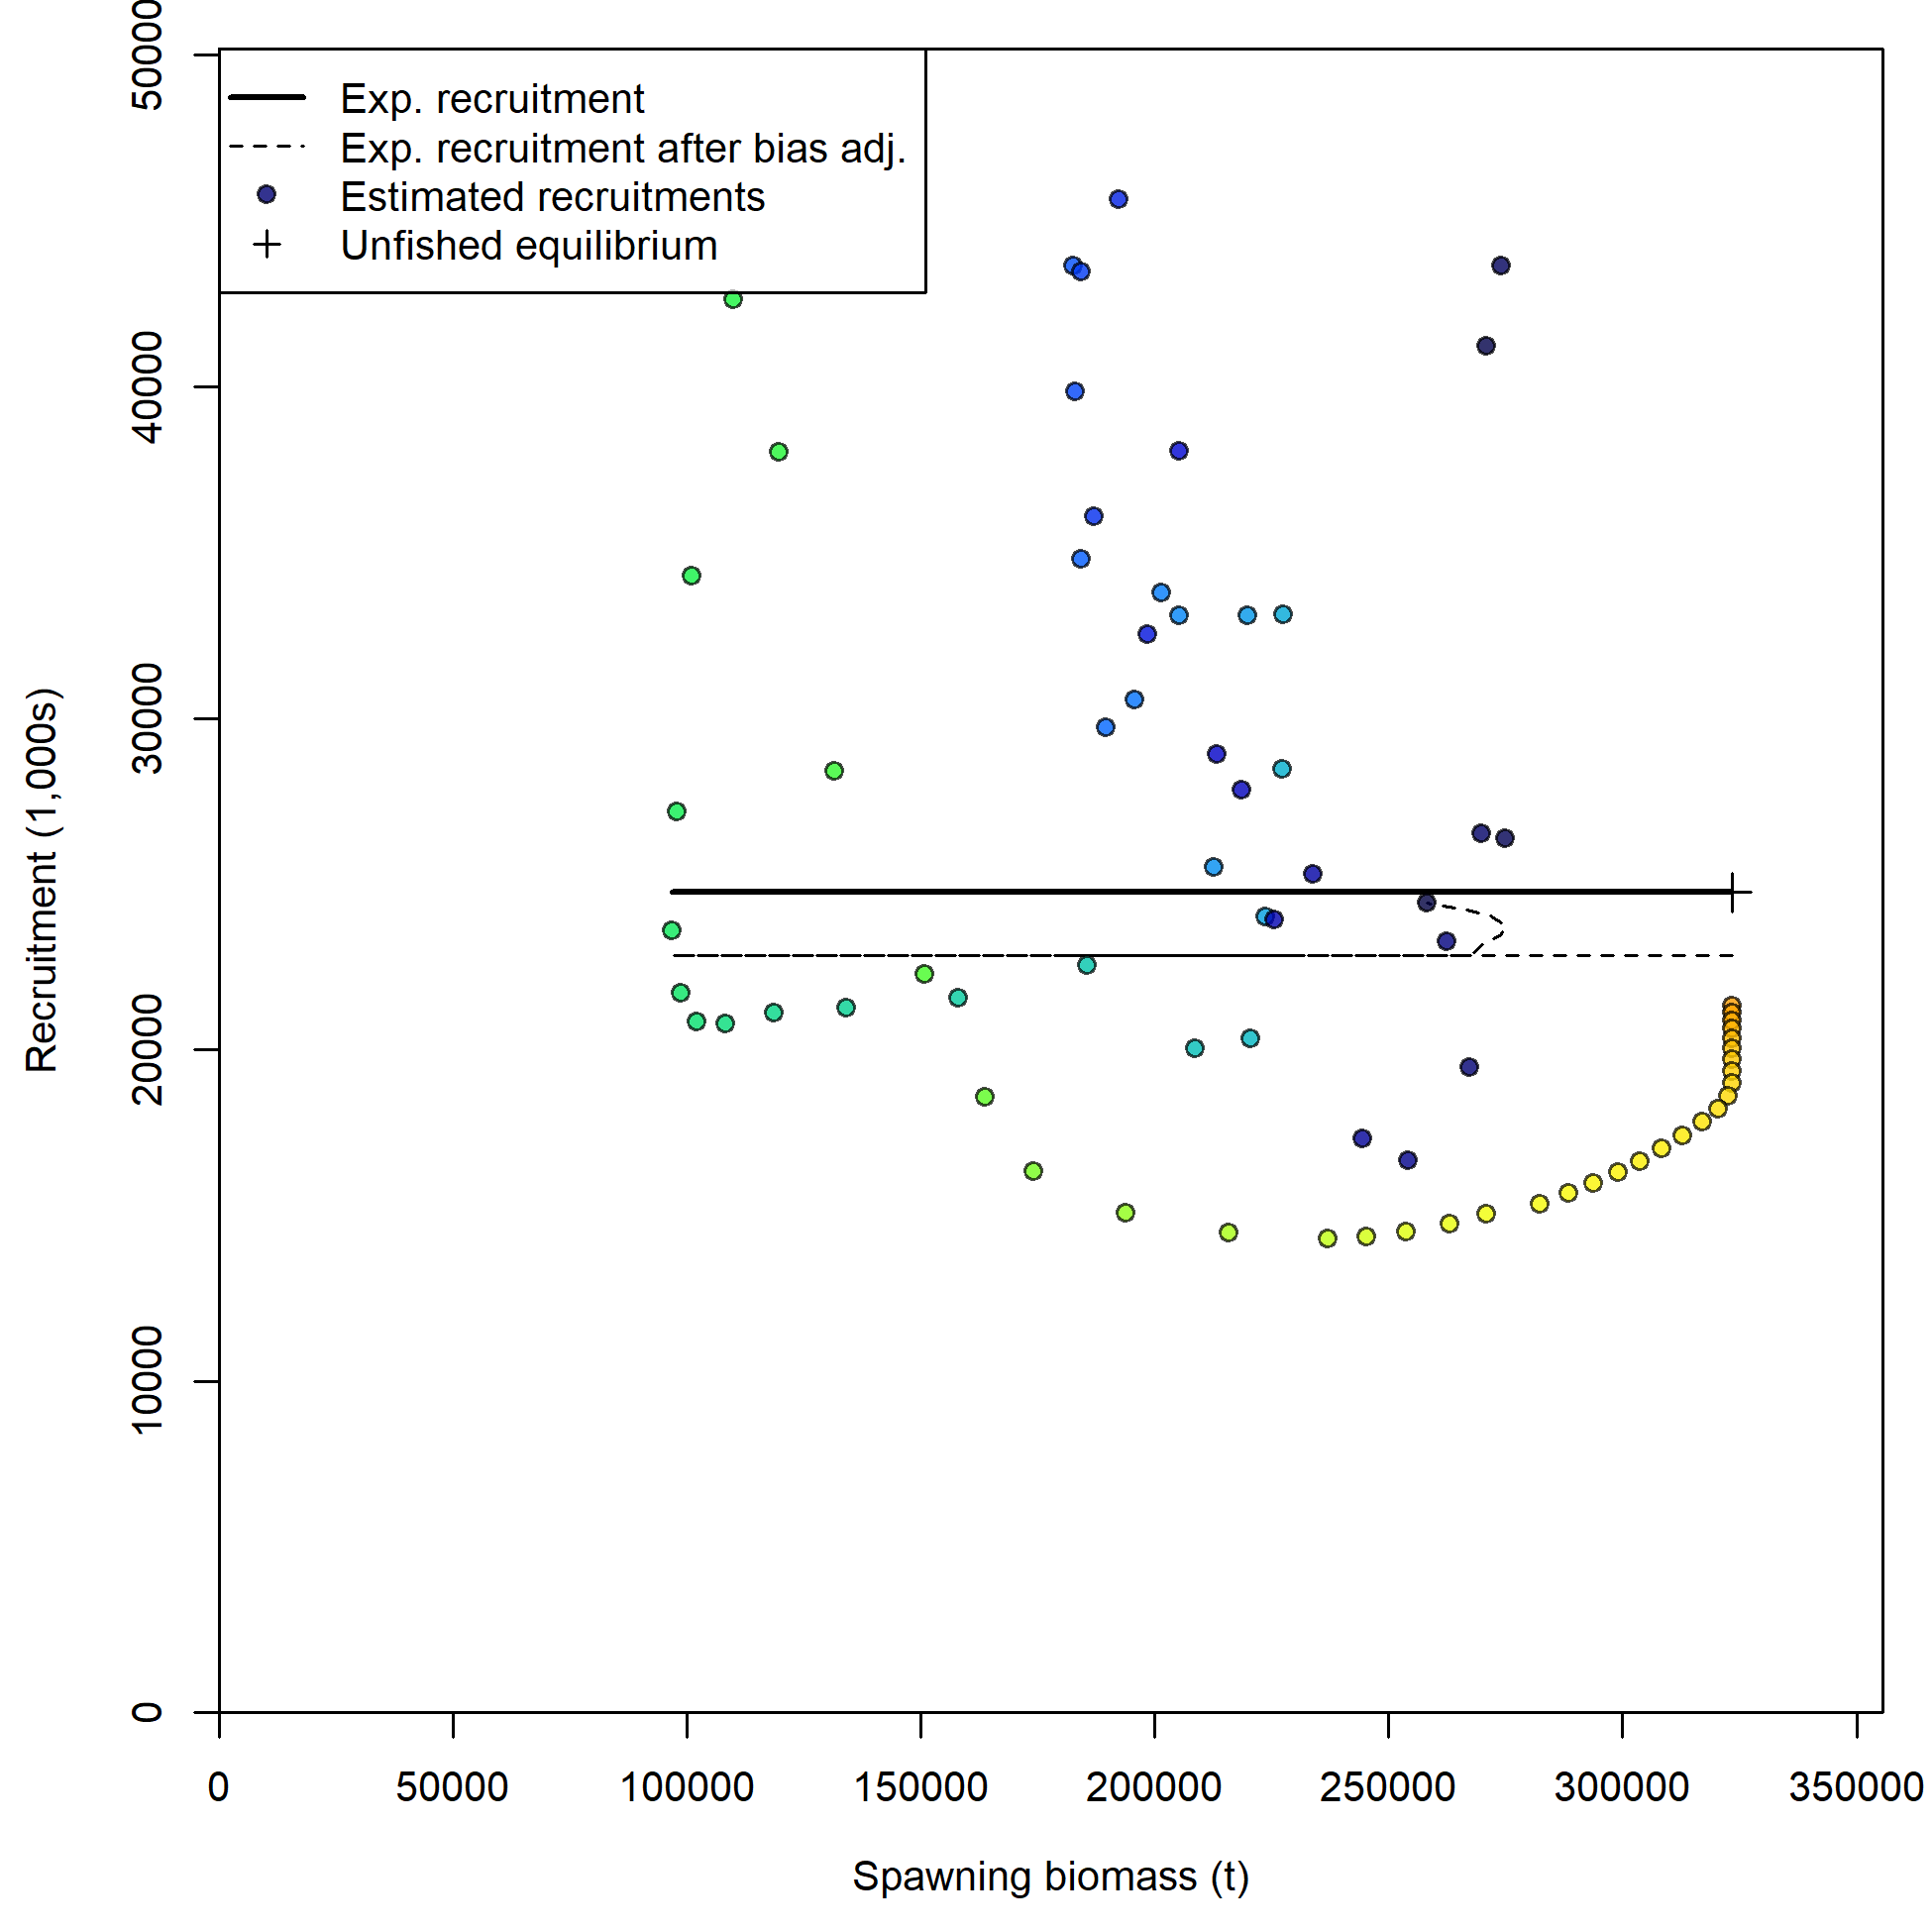 Exp. recruitment
Exp. recruitment after bias adj.
Estimated recruitments
Unfished equilibrium
Recruitment (1,000s)
50000
40000
30000
20000
10000
0
0 50000 100000 150000 200000 250000 300000 350000
Spawning biomass (t)